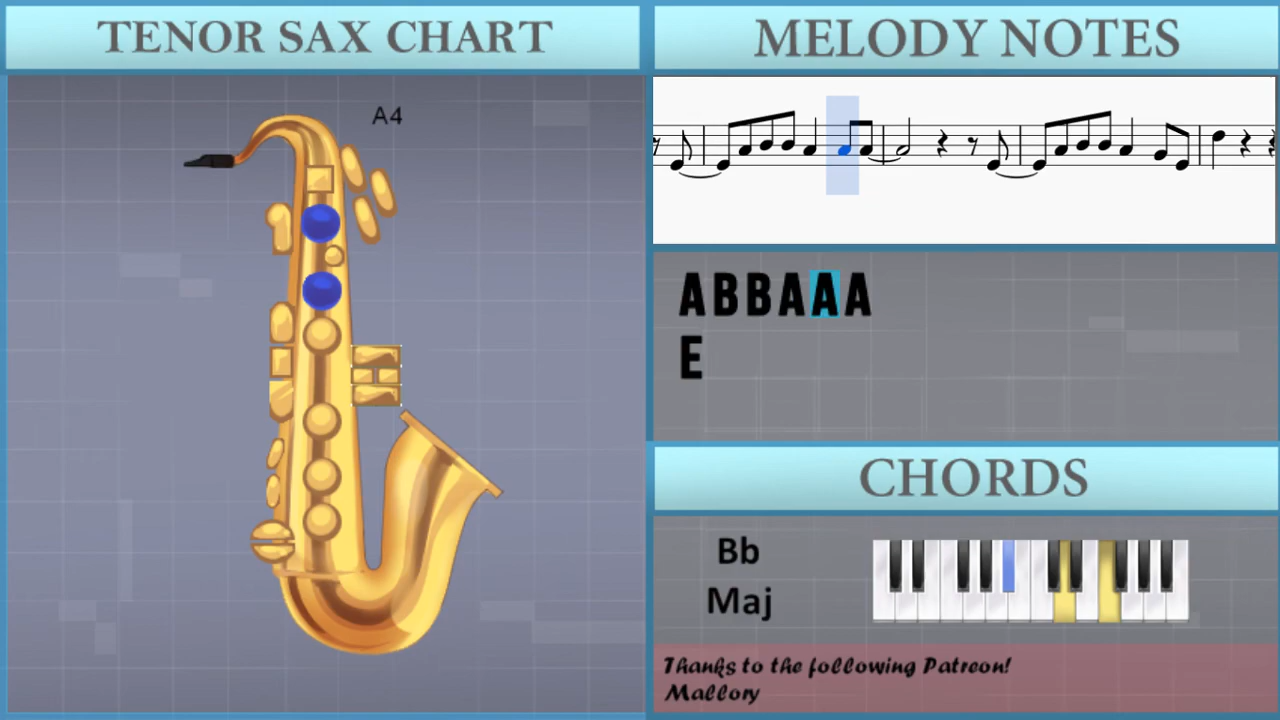 TENOR SAX CHART
A4
MELODY NOTES
ABBAAA
E
CHORDS
Bb
Maj
Thanks to the following Patreon!
Mallory